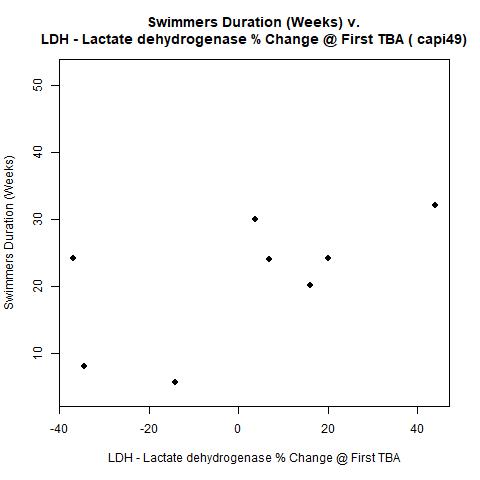 Swimmers Duration (Weeks) v.
LDH - Lactate dehydrogenase % Change @ First TBA ( capi49)
Swimmers Duration (Weeks)
50
40
30
20
10
-40
-20
0
20
40
LDH - Lactate dehydrogenase % Change @ First TBA